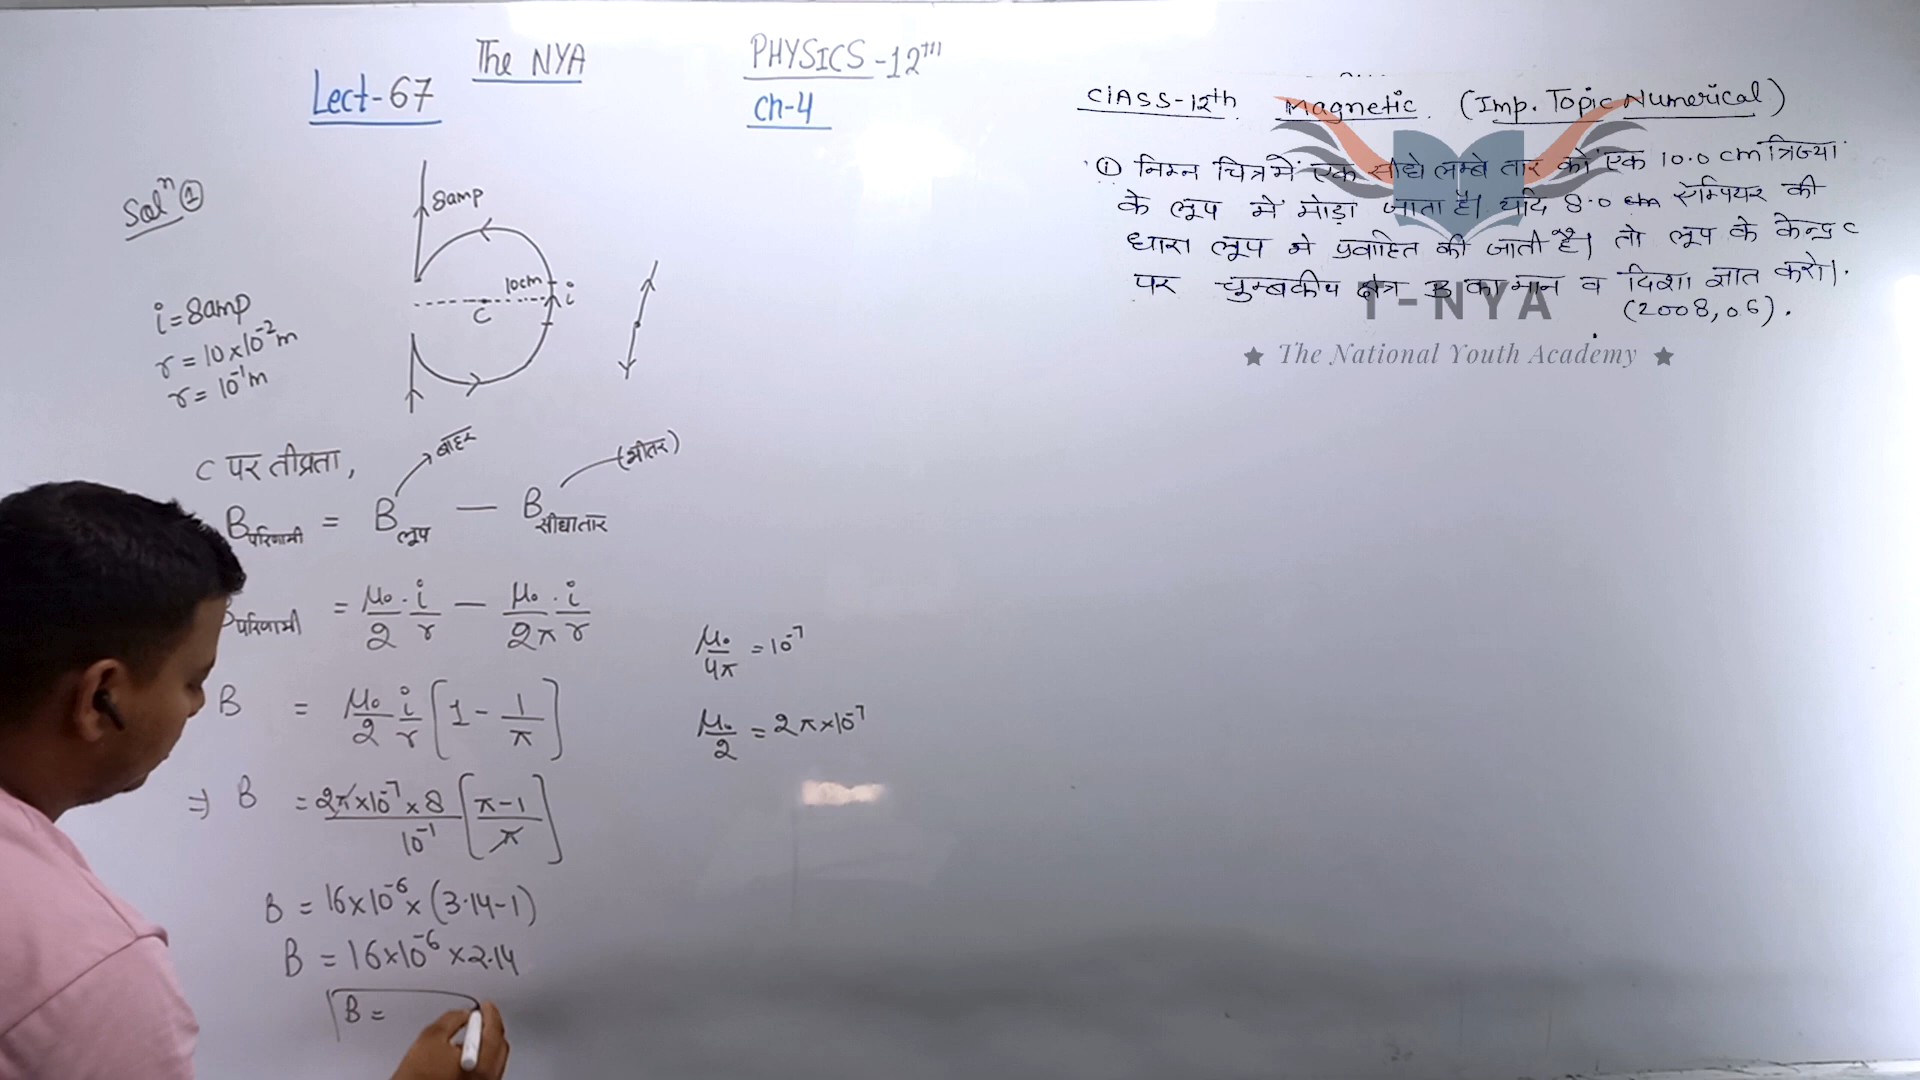 The NYA
PHYSICS-12th
Lect-67
Ch-4
Solⁿ ①
8amp
10cm
i
C
i=8amp
r = 10×10⁻² m
r = 10⁻¹ m
C पर तीव्रता,
बाहर
(भीतर)
B परिणामी = B लूप — B सीधा तार
परिणामी = μ₀/2 · i/r — μ₀/2π · i/r
B = μ₀/2 i/r [1 - 1/π]
⇒ B = 2π×10⁻⁷×8/10⁻¹ [π-1/π]
B = 16×10⁻⁶×(3.14-1)
B = 16×10⁻⁶×2.14
B =
μ₀/4π = 10⁻⁷
μ₀/2 = 2π×10⁻⁷
CLASS-12th. Magnetic. (Imp. Topic Numerical)
① निम्न चित्र में एक सीधे लम्बे तार को एक 10.0 cm त्रिज्या
के लूप में मोड़ा जाता है। यदि 8.0 ऐम्पियर की
धारा लूप में प्रवाहित की जाती है। तो लूप के केन्द्र C
पर चुम्बकीय क्षेत्र B का मान व दिशा ज्ञात करो।
(2008,06).
T-NYA
★ The National Youth Academy ★